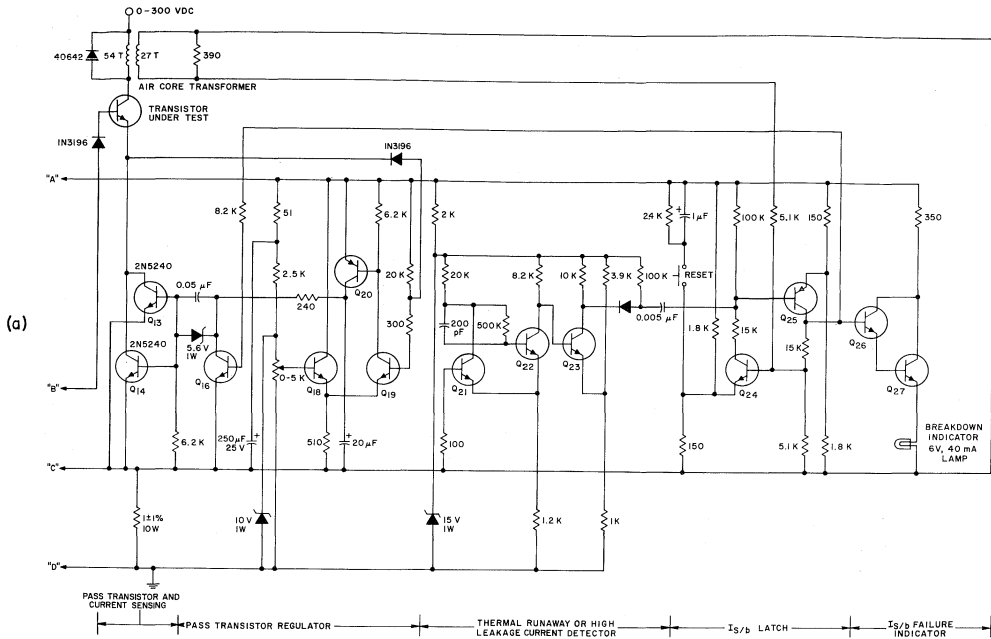 0-300 VDC
40642
54 T
27 T
390
AIR CORE TRANSFORMER
TRANSISTOR
UNDER TEST
1N3196
1N3196
"A"
8.2 K
51
6.2 K
2 K
24 K
+
1 µF
100 K
5.1 K
150
350
2N5240
0.05 µF
2.5 K
Q20
20 K
20 K
8.2 K
10 K
3.9 K
100 K
RESET
Q13
240
300
200
pF
500 K
0.005 µF
1.8 K
15 K
Q25
(a)
2N5240
5.6 V
1W
15 K
Q26
Q14
Q16
0-5 K
Q18
Q19
Q21
Q22
Q23
Q24
Q27
"B"
6.2 K
250 µF
25 V
+
510
+
20 µF
100
150
5.1 K
1.8 K
BREAKDOWN
INDICATOR
6V, 40 mA
LAMP
"C"
1±1%
10W
10 V
1W
15 V
1W
1.2 K
1K
"D"
PASS TRANSISTOR AND
CURRENT SENSING
PASS TRANSISTOR REGULATOR
THERMAL RUNAWAY OR HIGH
LEAKAGE CURRENT DETECTOR
IS/b LATCH
IS/b FAILURE
INDICATOR